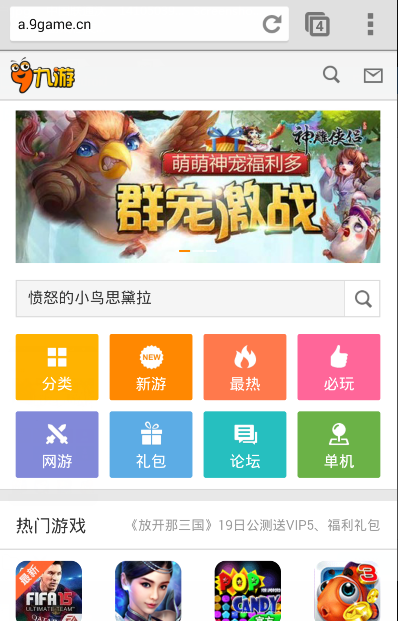 a.9game.cn
4
9九游
神雕侠侣
萌萌神宠福利多
群宠激战
愤怒的小鸟思黛拉
分类
NEW
新游
最热
必玩
网游
礼包
论坛
单机
热门游戏
《放开那三国》19日公测送VIP5、福利礼包
最新
FIFA 15
ULTIMATE TEAM
QATAR
POP
CANDY
3